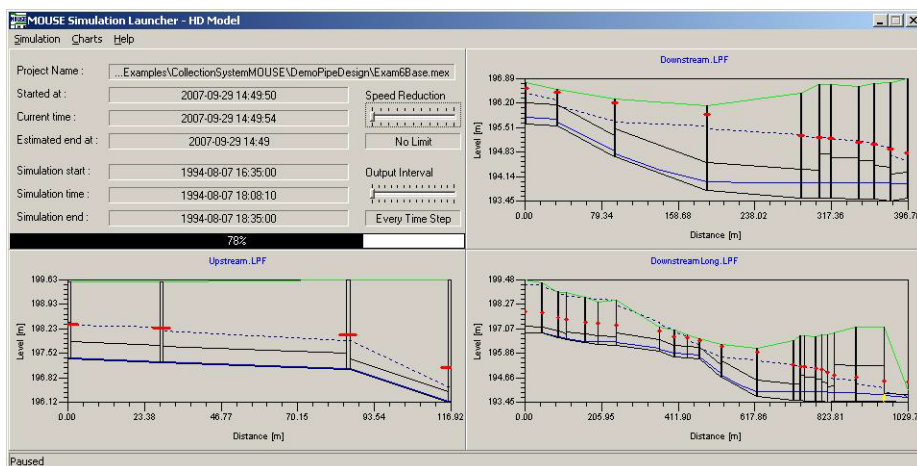 MOUSE Simulation Launcher - HD Model
Simulation Charts Help
Project Name : ...Examples\CollectionSystemMOUSE\DemoPipeDesign\Exam6Base.mex
Started at : 2007-09-29 14:49:50 Speed Reduction
Current time : 2007-09-29 14:49:54
Estimated end at : 2007-09-29 14:49 No Limit
Simulation start : 1994-08-07 16:35:00 Output Interval
Simulation time : 1994-08-07 18:08:10
Simulation end : 1994-08-07 18:35:00 Every Time Step
78%
Downstream.LPF
196.89
196.20
195.51
194.83
194.14
193.46
Level [m]
0.00 79.34 158.68 238.02 317.36 396.70
Distance [m]
Upstream.LPF
199.63
198.93
198.23
197.52
196.82
196.12
Level [m]
0.00 23.38 46.77 70.15 93.54 116.92
Distance [m]
DownstreamLong.LPF
199.48
198.27
197.07
195.86
194.66
193.46
Level [m]
0.00 205.95 411.90 617.86 823.81 1029.7
Distance [m]
Paused